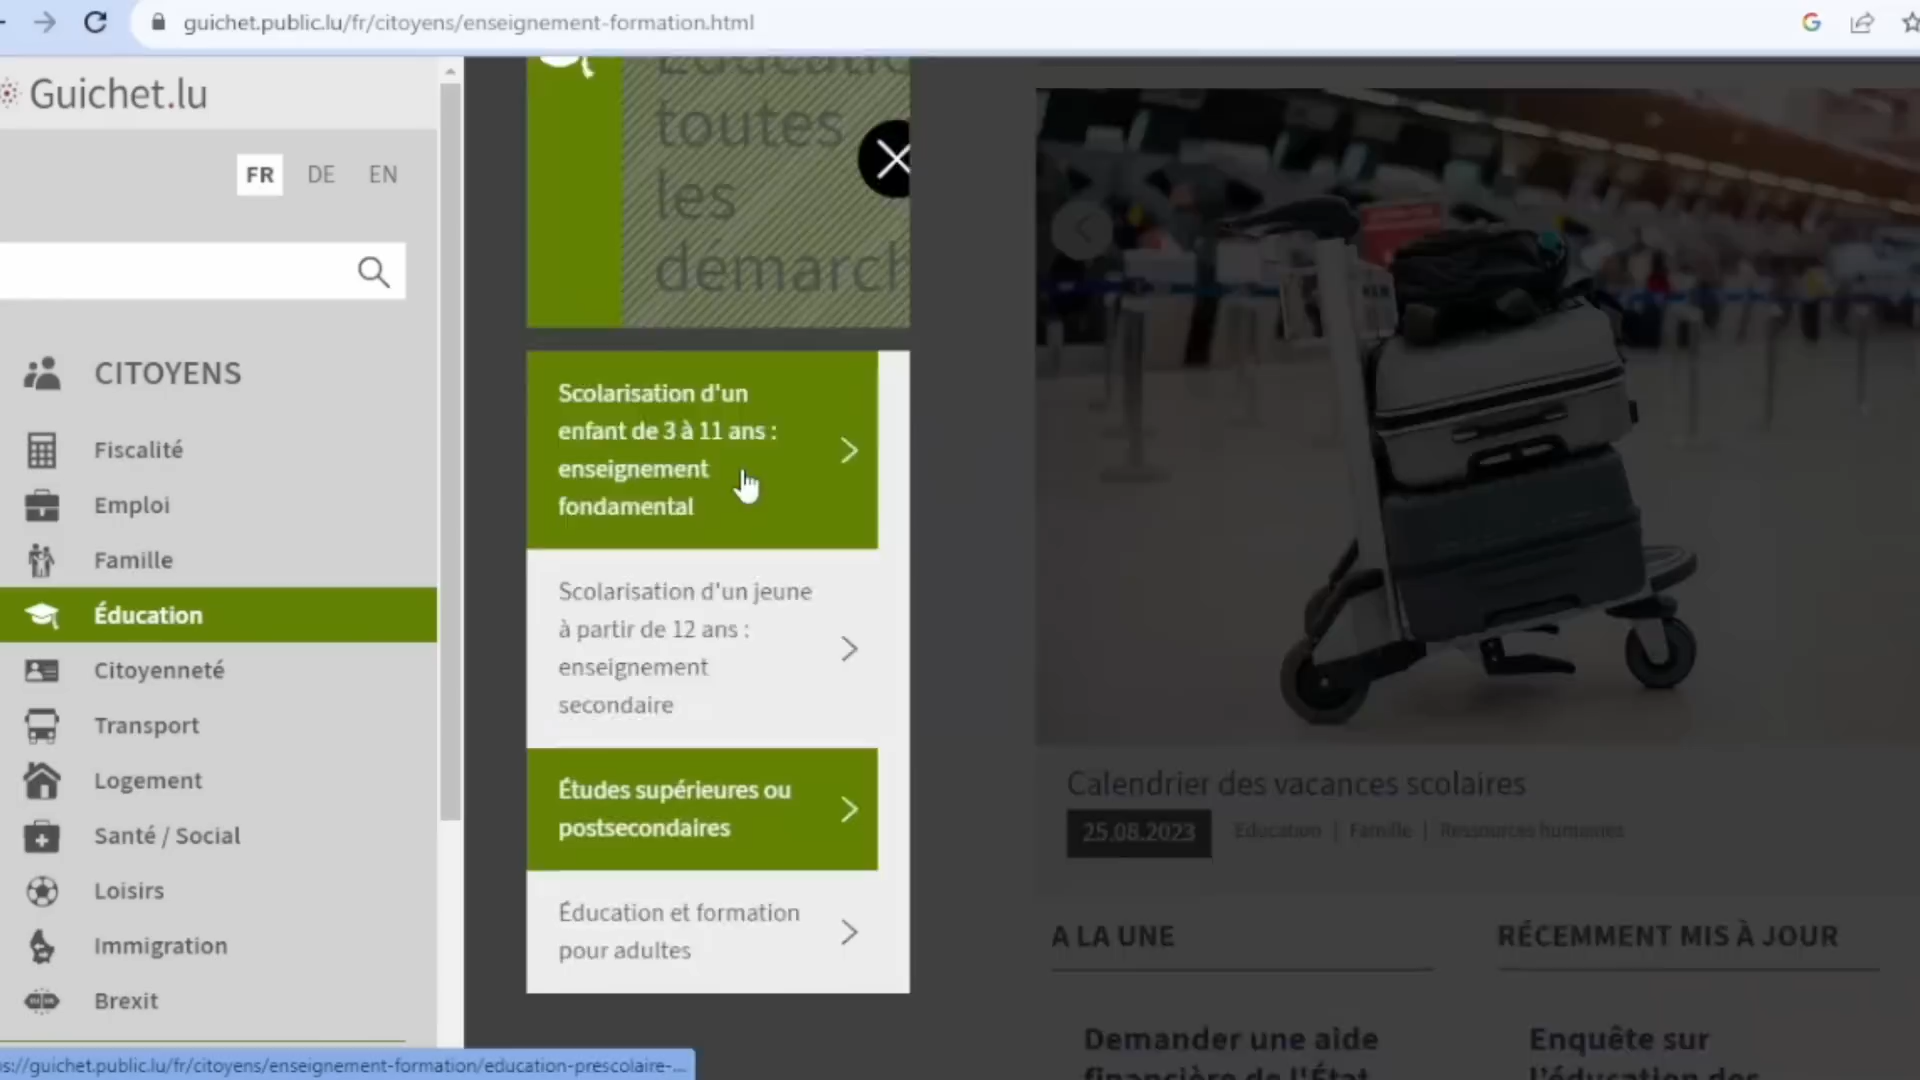 guichet.public.lu/fr/citoyens/enseignement-formation.html
Guichet.lu
FR DE EN
CITOYENS
Fiscalité
Emploi
Famille
Éducation
Citoyenneté
Transport
Logement
Santé / Social
Loisirs
Immigration
Brexit
s://guichet.public.lu/fr/citoyens/enseignement-formation/education-prescolaire-...
toutes
les
démarch
Scolarisation d'un
enfant de 3 à 11 ans :
enseignement
fondamental
Scolarisation d'un jeune
à partir de 12 ans :
enseignement
secondaire
Études supérieures ou
postsecondaires
Éducation et formation
pour adultes
Calendrier des vacances scolaires
25.08.2023 Education | Famille | Ressources humaines
A LA UNE
Demander une aide
financière de l'État
RÉCEMMENT MIS À JOUR
Enquête sur
l'éducation des